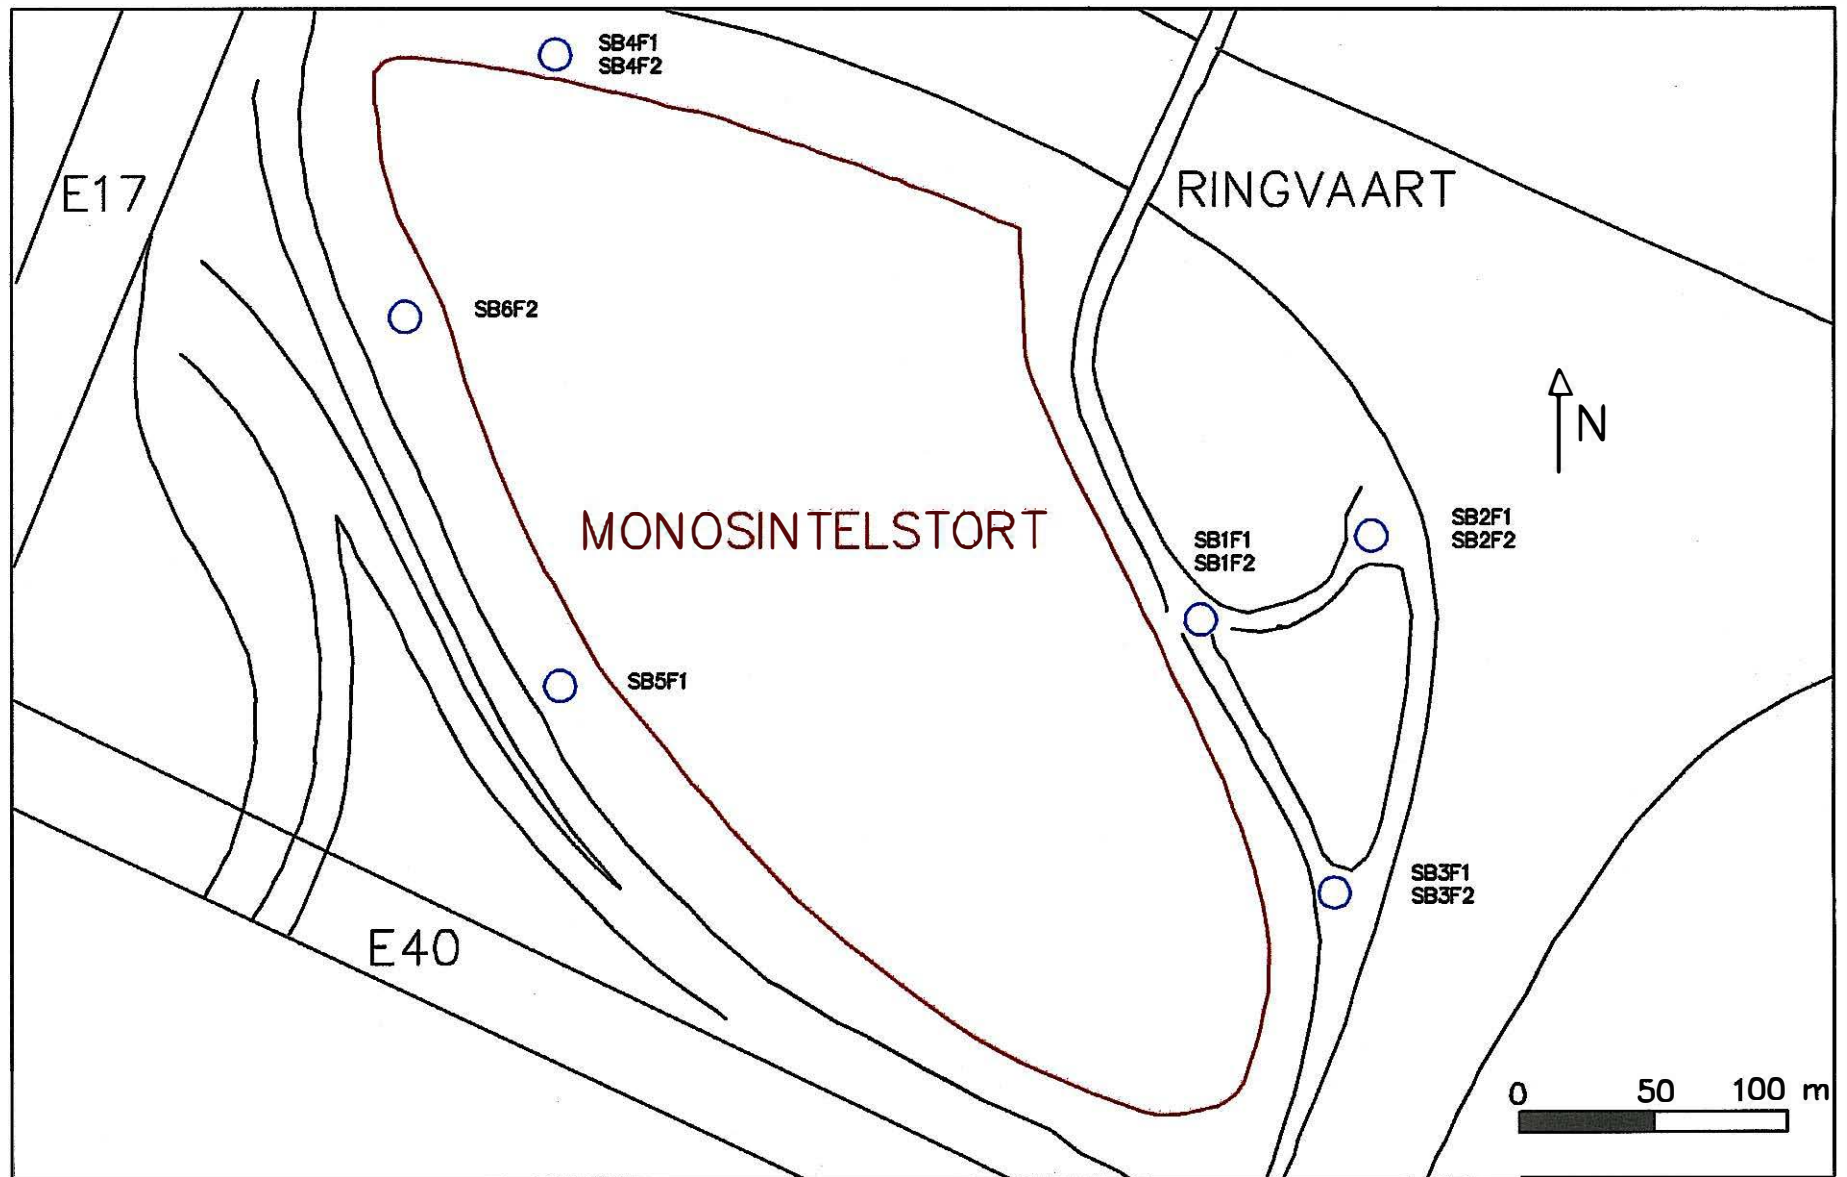 SB4F1
SB4F2
E17
RINGVAART
SB6F2
N
MONOSINTELSTORT
SB1F1
SB1F2
SB2F1
SB2F2
SB5F1
SB3F1
SB3F2
E40
0 50 100 m